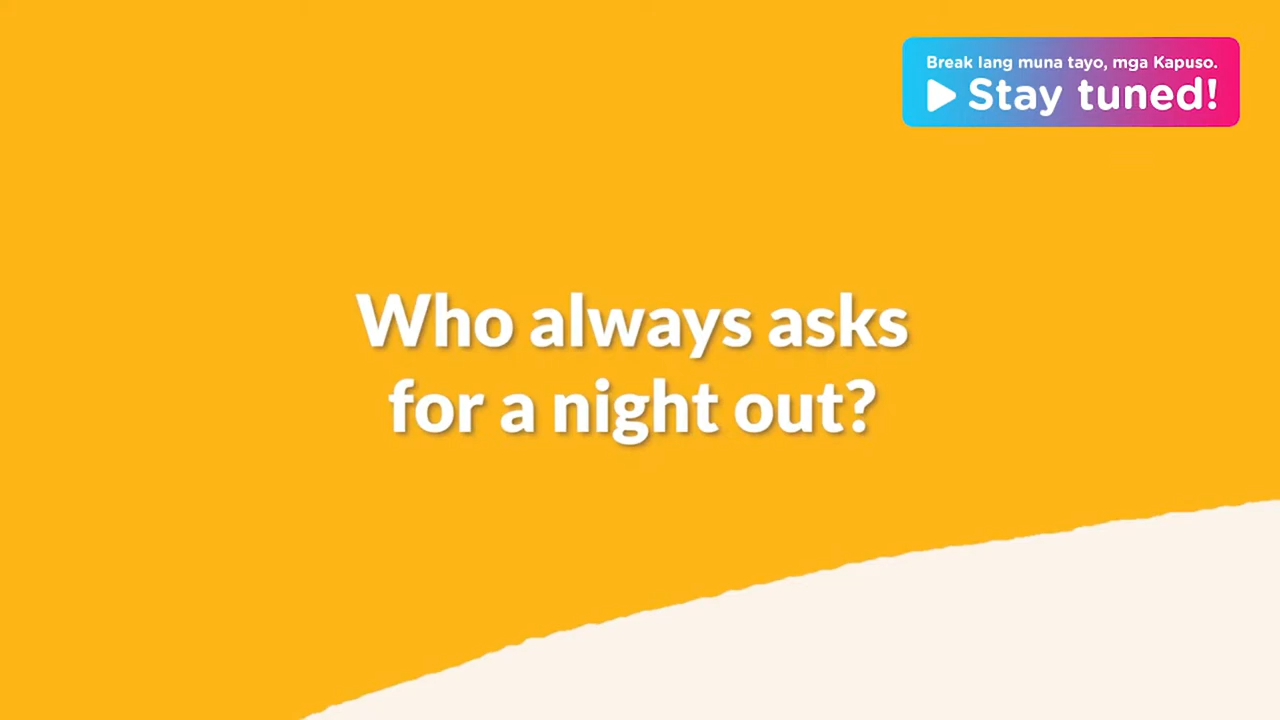 Break lang muna tayo, mga Kapuso.
Stay tuned!
Who always asks
for a night out?